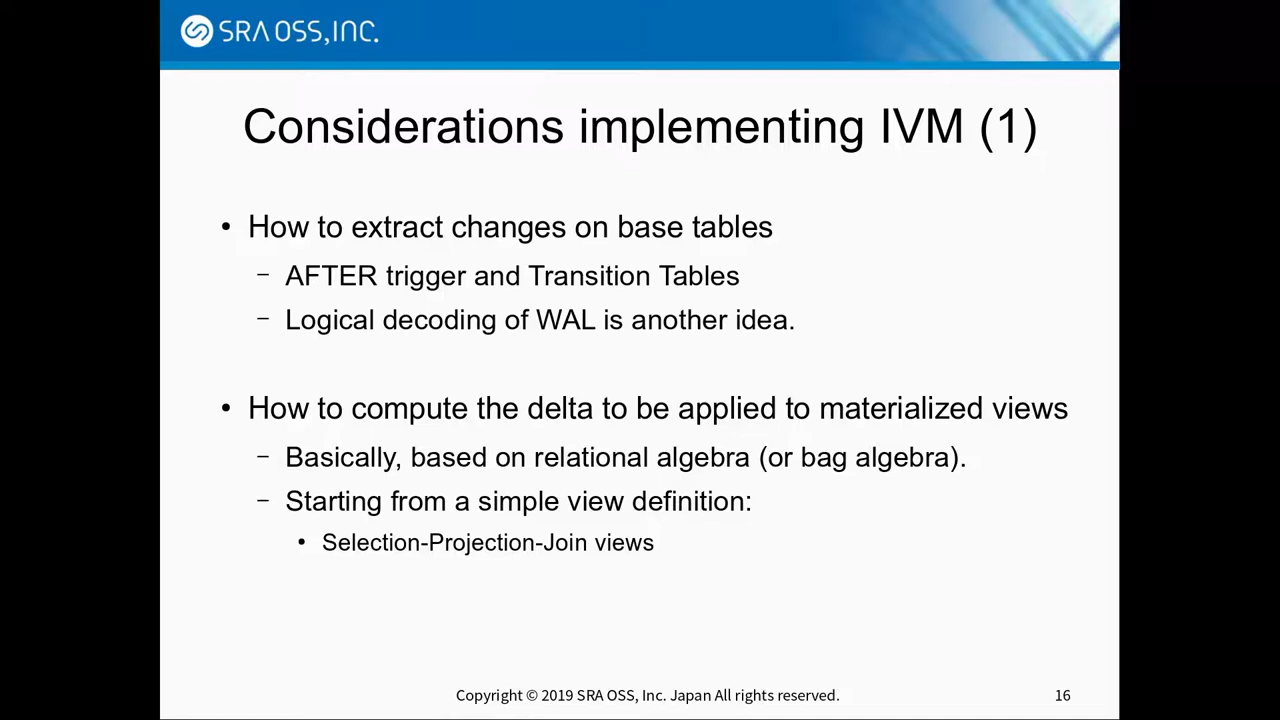 SRA OSS, INC.
Considerations implementing IVM (1)
• How to extract changes on base tables
– AFTER trigger and Transition Tables
– Logical decoding of WAL is another idea.
• How to compute the delta to be applied to materialized views
– Basically, based on relational algebra (or bag algebra).
– Starting from a simple view definition:
• Selection-Projection-Join views
Copyright © 2019 SRA OSS, Inc. Japan All rights reserved.
16